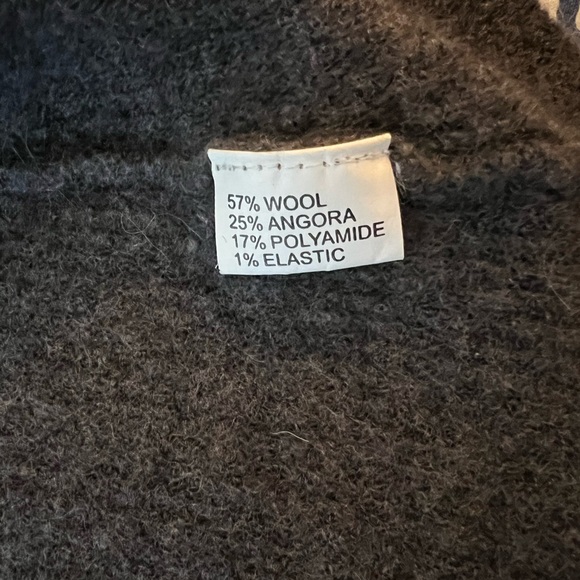 57% WOOL
25% ANGORA
17% POLYAMIDE
1% ELASTIC